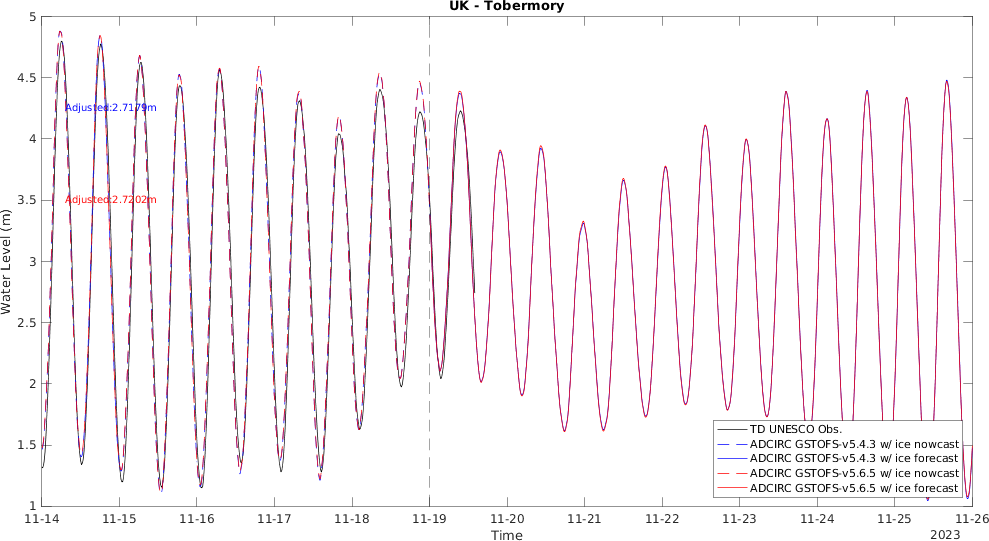 UK - Tobermory
5
4.5
4
3.5
3
2.5
2
1.5
1
Water Level (m)
Adjusted:2.7179m
Adjusted:2.7202m
TD UNESCO Obs.
ADCIRC GSTOFS-v5.4.3 w/ ice nowcast
ADCIRC GSTOFS-v5.4.3 w/ ice forecast
ADCIRC GSTOFS-v5.6.5 w/ ice nowcast
ADCIRC GSTOFS-v5.6.5 w/ ice forecast
11-14 11-15 11-16 11-17 11-18 11-19 11-20 11-21 11-22 11-23 11-24 11-25 11-26
Time
2023